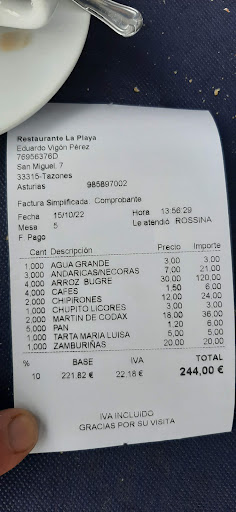 Restaurante La Playa
Eduardo Vigón Pérez
76956376D
San Miguel, 7
33315-Tazones
Asturias 985897002
Factura Simplificada Comprobante
Fecha 15/10/22 Hora 13:56:29
Mesa 5 Le atendió ROSSINA
F. Pago
Cant Descripción Precio Importe
1,000 AGUA GRANDE 3,00 3,00
3,000 ANDARICAS/NECORAS 7,00 21,00
4,000 ARROZ BUGRE 30,00 120,00
4,000 CAFES 1,50 6,00
2,000 CHIPIRONES 12,00 24,00
1,000 CHUPITO LICORES 3,00 3,00
2,000 MARTIN DE CODAX 18,00 36,00
5,000 PAN 1,20 6,00
1,000 TARTA MARIA LUISA 5,00 5,00
1,000 ZAMBURIÑAS 20,00 20,00
% BASE IVA TOTAL
10 221,82 € 22,18 € 244,00 €
IVA INCLUIDO
GRACIAS POR SU VISITA